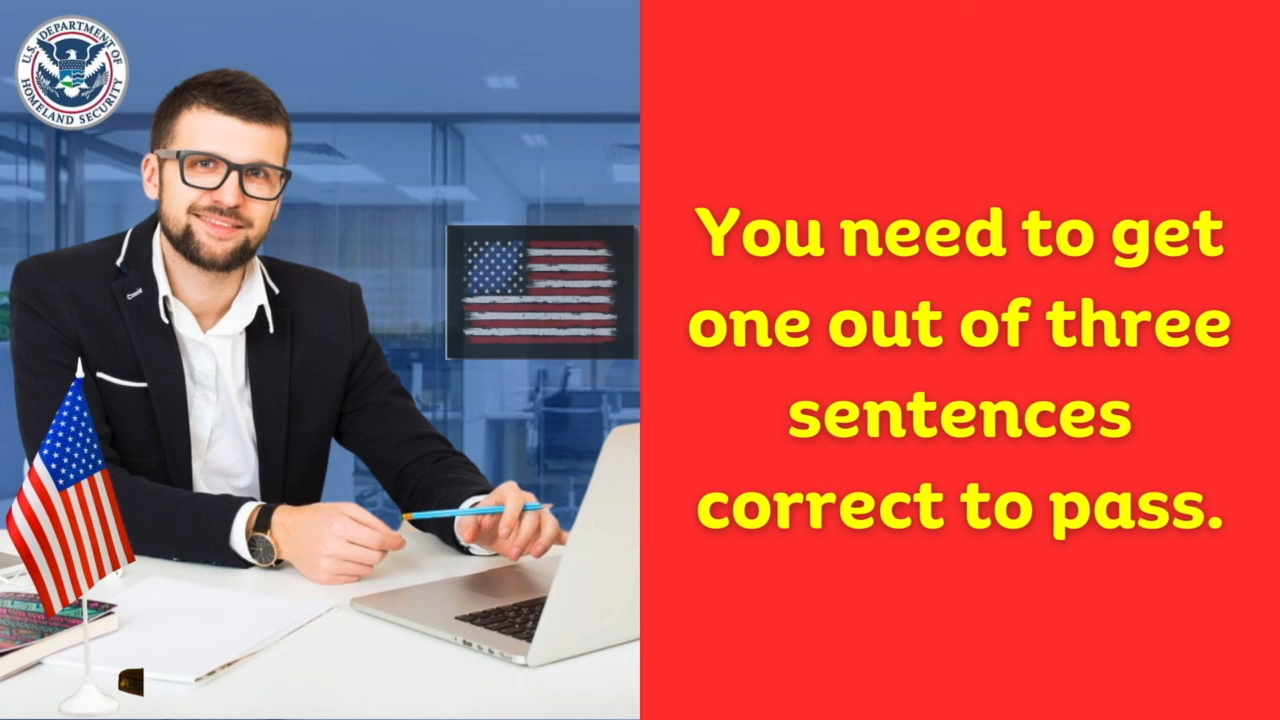 U.S. DEPARTMENT OF
HOMELAND SECURITY
You need to get
one out of three
sentences
correct to pass.